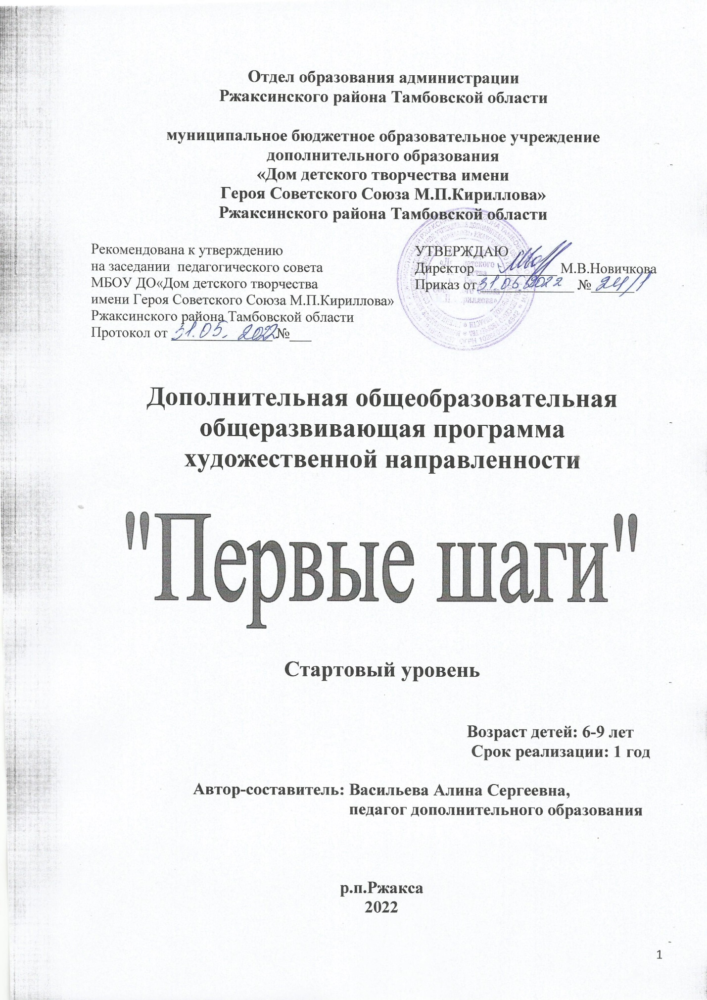 Отдел образования администрации
Ржаксинского района Тамбовской области
муниципальное бюджетное образовательное учреждение
дополнительного образования
«Дом детского творчества имени
Героя Советского Союза М.П.Кириллова»
Ржаксинского района Тамбовской области
Рекомендована к утверждению
на заседании педагогического совета
МБОУ ДО«Дом детского творчества
имени Героя Советского Союза М.П.Кириллова»
Ржаксинского района Тамбовской области
Протокол от 31.05. 2022 №___
УТВЕРЖДАЮ
Директор ____________ М.В.Новичкова
Приказ от 31 05.2022 № 24/1
Дополнительная общеобразовательная
общеразвивающая программа
художественной направленности
"Первые шаги"
Стартовый уровень
Возраст детей: 6-9 лет
Срок реализации: 1 год
Автор-составитель: Васильева Алина Сергеевна,
педагог дополнительного образования
р.п.Ржакса
2022
1